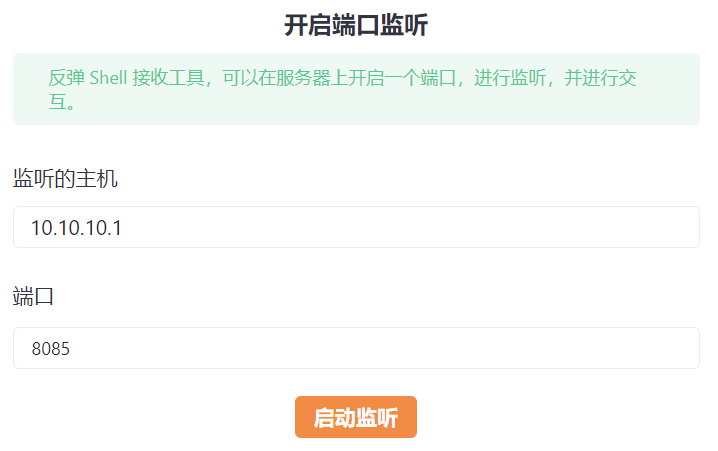 开启端口监听
反弹 Shell 接收工具，可以在服务器上开启一个端口，进行监听，并进行交
互。
监听的主机
10.10.10.1
端口
8085
启动监听